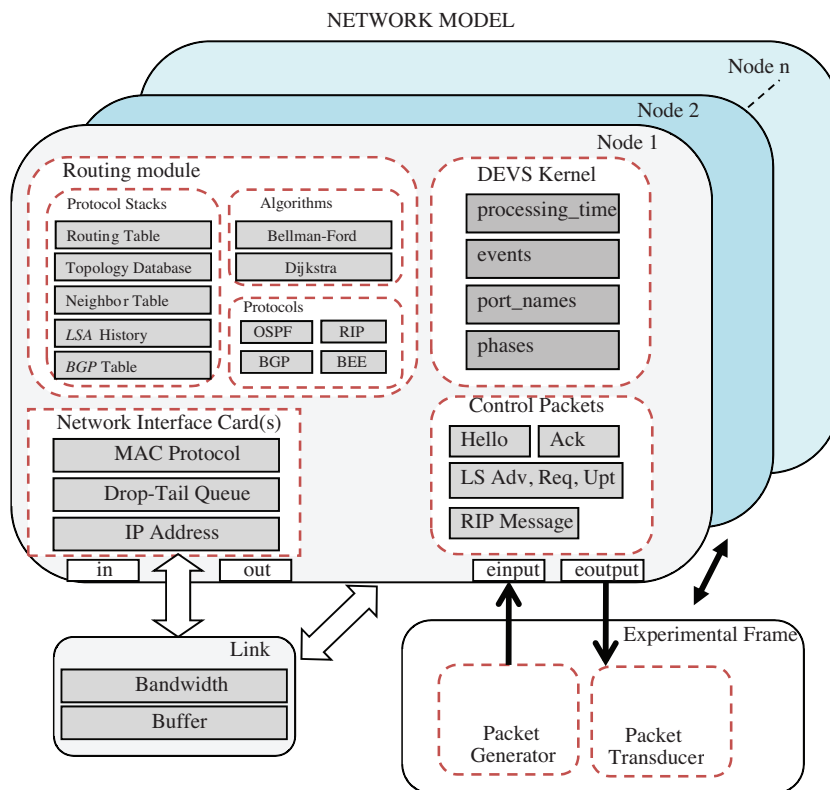 NETWORK MODEL
Node n
Node 2
Node 1
Routing module
Protocol Stacks
Routing Table
Topology Database
Neighbor Table
LSA History
BGP Table
Algorithms
Bellman-Ford
Dijkstra
Protocols
OSPF
RIP
BGP
BEE
DEVS Kernel
processing_time
events
port_names
phases
Network Interface Card(s)
MAC Protocol
Drop-Tail Queue
IP Address
Control Packets
Hello
Ack
LS Adv, Req, Upt
RIP Message
in
out
einput
eoutput
Link
Bandwidth
Buffer
Experimental Frame
Packet
Generator
Packet
Transducer